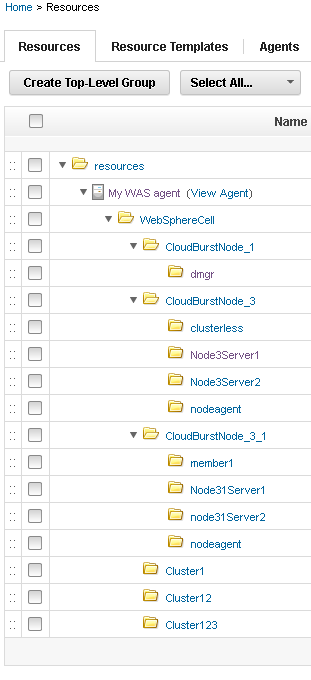 Home > Resources
Resources Resource Templates Agents
Create Top-Level Group Select All...
Name
resources
My WAS agent (View Agent)
WebSphereCell
CloudBurstNode_1
dmgr
CloudBurstNode_3
clusterless
Node3Server1
Node3Server2
nodeagent
CloudBurstNode_3_1
member1
Node31Server1
node31Server2
nodeagent
Cluster1
Cluster12
Cluster123